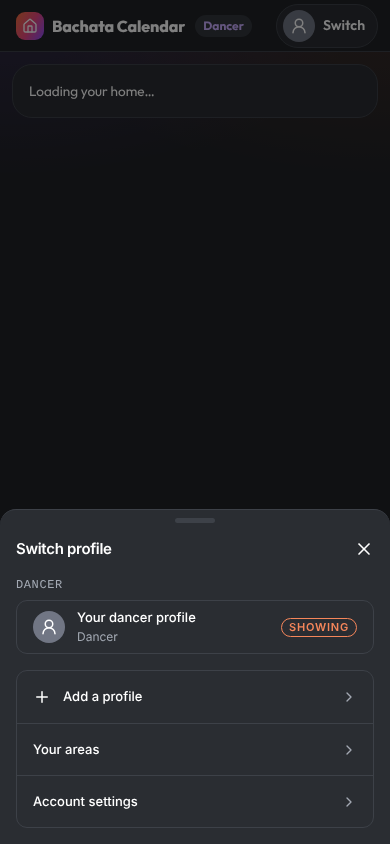 Bachata Calendar
Dancer
Switch
Loading your home...
Switch profile
DANCER
Your dancer profile
Dancer
SHOWING
Add a profile
Your areas
Account settings